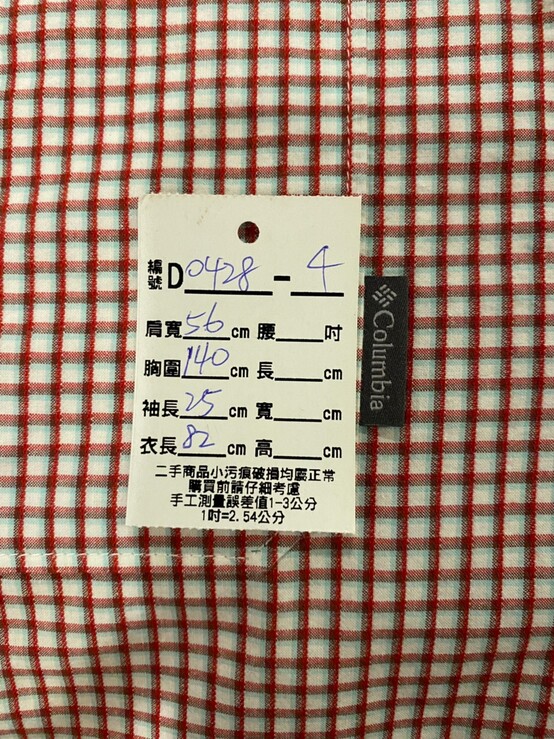 編號D0428-4
肩寬56cm 腰___吋
胸圍140cm 長___cm
袖長25cm 寬___cm
衣長82cm 高___cm
二手商品小污痕破損均屬正常
購買前請仔細考慮
手工測量誤差值1-3公分
1吋=2.54公分
Columbia